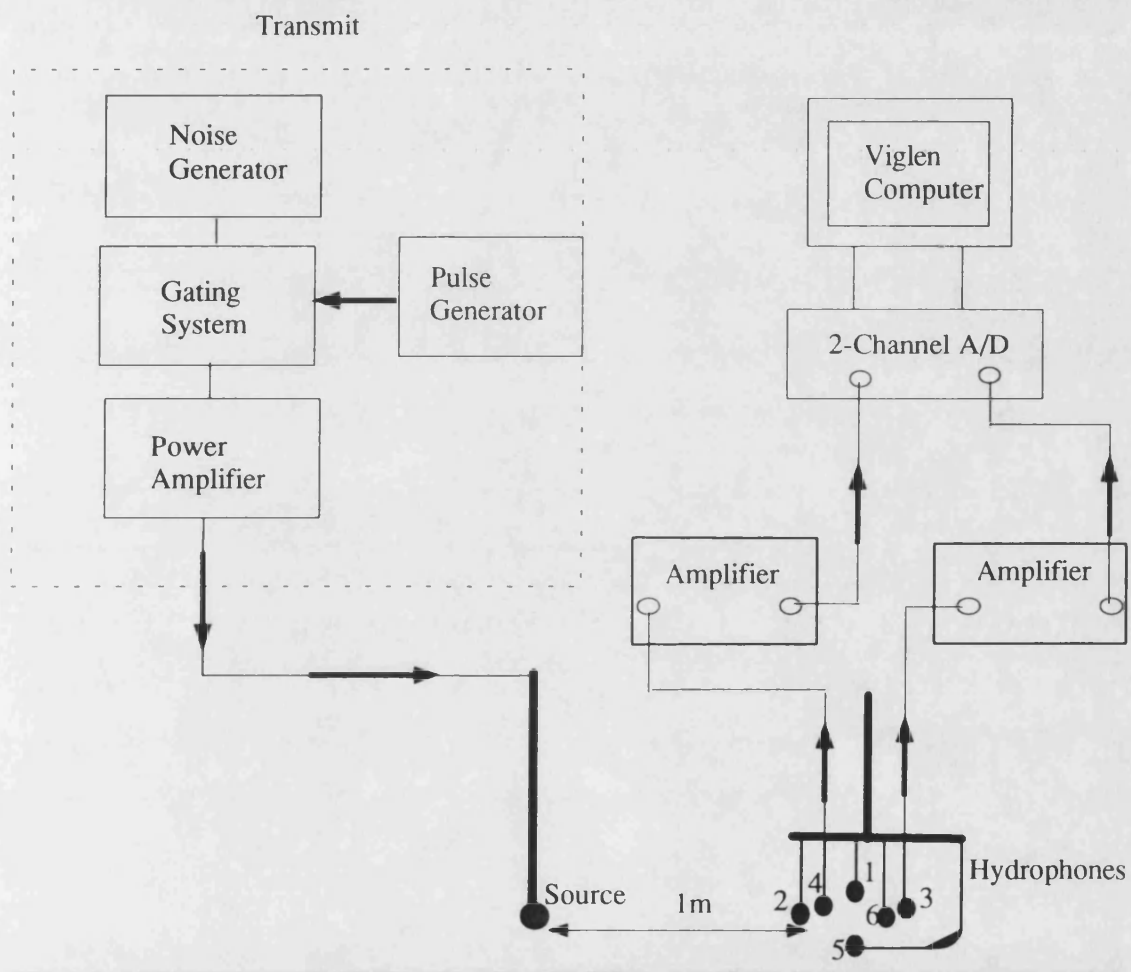 Transmit
Noise
Generator
Gating
System
Pulse
Generator
Power
Amplifier
Viglen
Computer
2-Channel A/D
Amplifier
Amplifier
Source
1m
Hydrophones
2
4
1
6
3
5